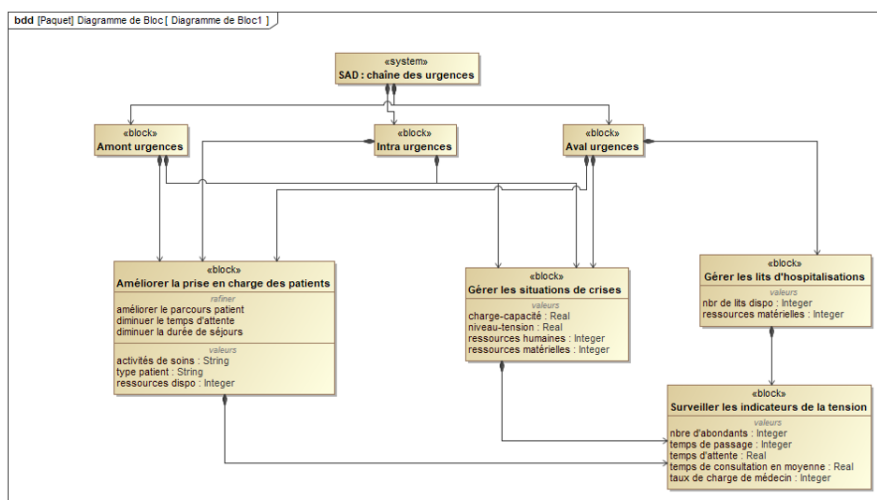 bdd [Paquet] Diagramme de Bloc [ Diagramme de Bloc1 ]
«system»
SAD : chaîne des urgences
«block»
Amont urgences
«block»
Intra urgences
«block»
Aval urgences
«block»
Améliorer la prise en charge des patients
rafiner
améliorer le parcours patient
diminuer le temps d'attente
diminuer la durée de séjours
valeurs
activités de soins : String
type patient : String
ressources dispo : Integer
«block»
Gérer les situations de crises
valeurs
charge-capacité : Real
niveau-tension : Real
ressources humaines : Integer
ressources matérielles : Integer
«block»
Gérer les lits d'hospitalisations
valeurs
nbr de lits dispo : Integer
ressources matérielles : Integer
«block»
Surveiller les indicateurs de la tension
valeurs
nbre d'abondants : Integer
temps de passage : Integer
temps d'attente : Real
temps de consultation en moyenne : Real
taux de charge de médecin : Integer